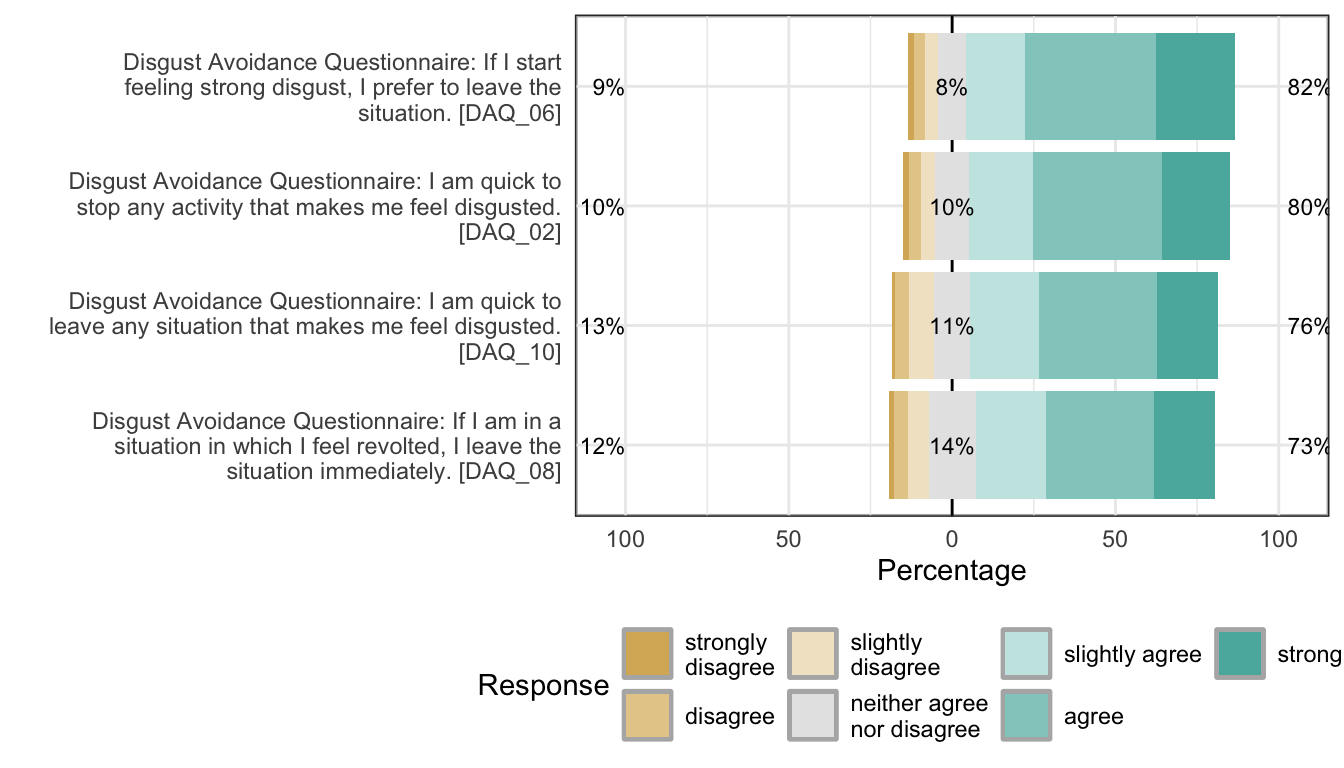 Disgust Avoidance Questionnaire: If I start
feeling strong disgust, I prefer to leave the
situation. [DAQ_06]
9%
8%
82%
Disgust Avoidance Questionnaire: I am quick to
stop any activity that makes me feel disgusted.
[DAQ_02]
10%
10%
80%
Disgust Avoidance Questionnaire: I am quick to
leave any situation that makes me feel disgusted.
[DAQ_10]
13%
11%
76%
Disgust Avoidance Questionnaire: If I am in a
situation in which I feel revolted, I leave the
situation immediately. [DAQ_08]
12%
14%
73%
100 50 0 50 100
Percentage
Response
strongly
disagree
disagree
slightly
disagree
neither agree
nor disagree
slightly agree
agree
strong